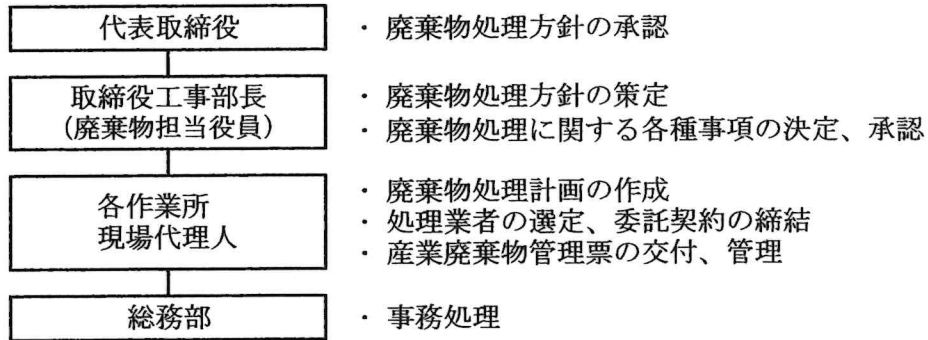 代表取締役
・ 廃棄物処理方針の承認
取締役工事部長
(廃棄物担当役員)
・ 廃棄物処理方針の策定
・ 廃棄物処理に関する各種事項の決定、承認
各作業所
現場代理人
・ 廃棄物処理計画の作成
・ 処理業者の選定、委託契約の締結
・ 産業廃棄物管理票の交付、管理
総務部
・ 事務処理